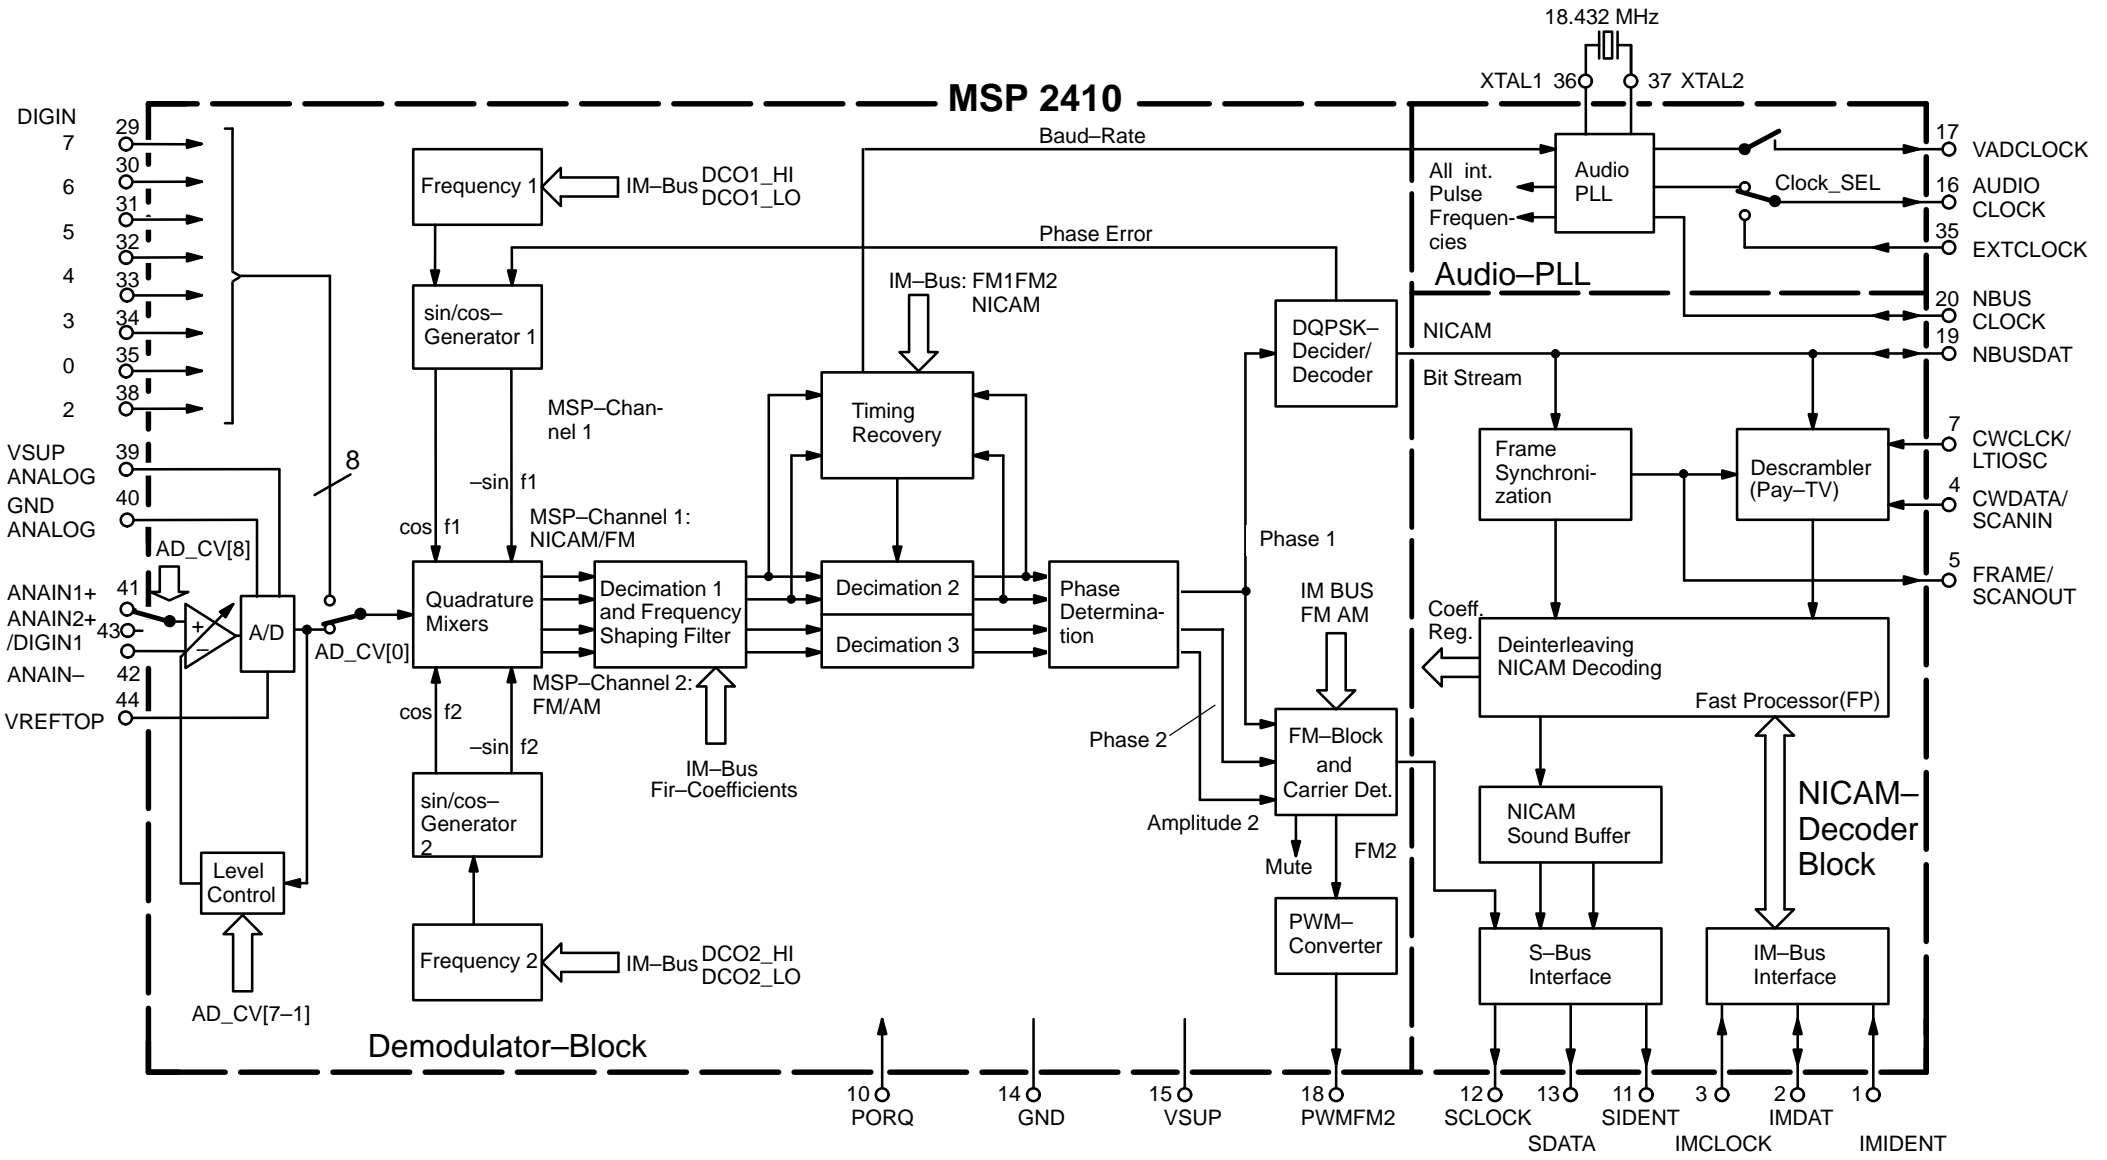 18.432 MHz
XTAL1 36
37 XTAL2
MSP 2410
DIGIN
7
29
6
30
5
31
4
32
3
33
0
34
2
35
38
VSUP
ANALOG
39
GND
ANALOG
40
AD_CV[8]
ANAIN1+
41
ANAIN2+
/DIGIN1
43
ANAIN–
42
VREFTOP
44
+
–
A/D
8
AD_CV[0]
Level
Control
AD_CV[7–1]
Frequency 1
IM–Bus
DCO1_HI
DCO1_LO
sin/cos–
Generator 1
MSP–Chan-
nel 1
cos f1
–sin f1
MSP–Channel 1:
NICAM/FM
Quadrature
Mixers
MSP–Channel 2:
FM/AM
cos f2
–sin f2
sin/cos–
Generator
2
Frequency 2
IM–Bus
DCO2_HI
DCO2_LO
Decimation 1
and Frequency
Shaping Filter
IM–Bus
Fir–Coefficients
Baud–Rate
Phase Error
IM–Bus: FM1FM2
NICAM
Timing
Recovery
Decimation 2
Decimation 3
Phase
Determina-
tion
Phase 1
Phase 2
Amplitude 2
DQPSK–
Decider/
Decoder
IM BUS
FM AM
FM–Block
and
Carrier Det.
Mute
FM2
PWM–
Converter
Demodulator–Block
All int.
Pulse
Frequen-
cies
Audio
PLL
Clock_SEL
Audio–PLL
NICAM
Bit Stream
Frame
Synchroni-
zation
Descrambler
(Pay–TV)
Coeff.
Reg.
Deinterleaving
NICAM Decoding
Fast Processor(FP)
NICAM
Sound Buffer
NICAM–
Decoder
Block
S–Bus
Interface
IM–Bus
Interface
17
VADCLOCK
16
AUDIO
CLOCK
35
EXTCLOCK
20
NBUS
CLOCK
19
NBUSDAT
7
CWCLCK/
LTIOSC
4
CWDATA/
SCANIN
5
FRAME/
SCANOUT
10
PORQ
14
GND
15
VSUP
18
PWMFM2
12
SCLOCK
13
SDATA
11
SIDENT
3
IMCLOCK
2
IMDAT
1
IMIDENT